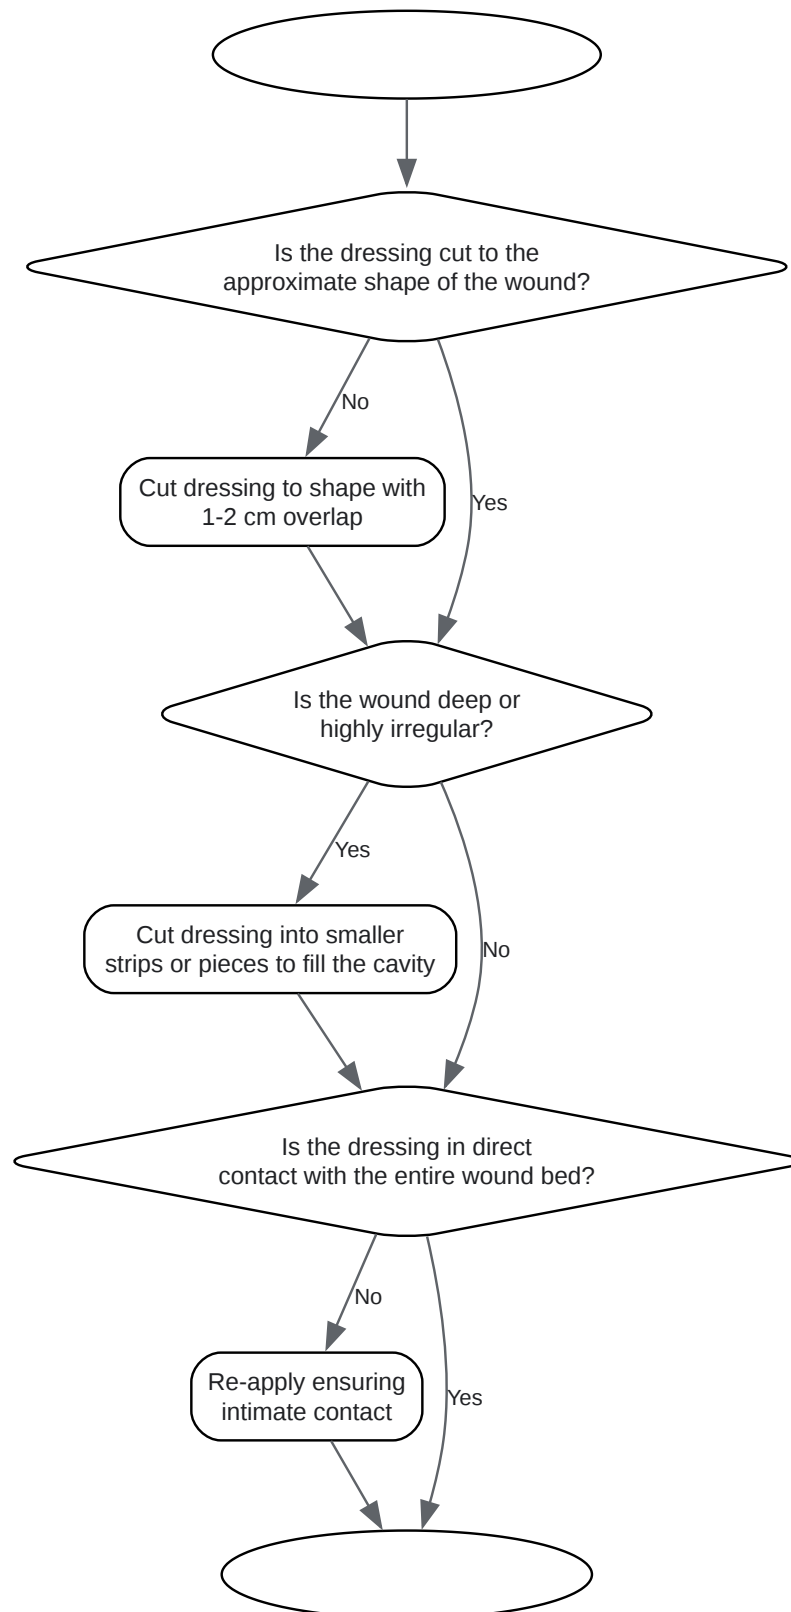 Is the dressing cut to the
approximate shape of the wound?
No
Cut dressing to shape with
1-2 cm overlap
Yes
Is the wound deep or
highly irregular?
Yes
Cut dressing into smaller
strips or pieces to fill the cavity
No
Is the dressing in direct
contact with the entire wound bed?
No
Re-apply ensuring
intimate contact
Yes